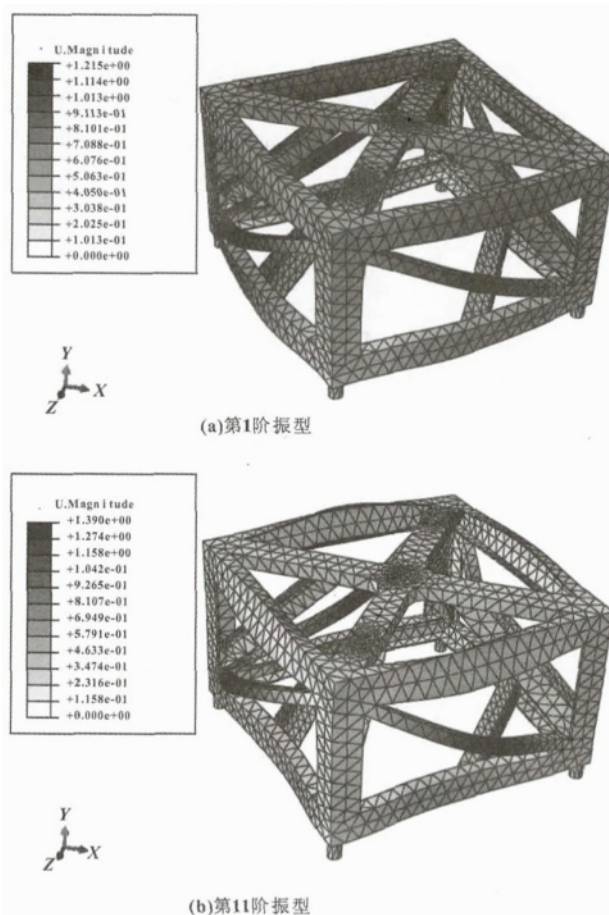 U.Magnitude
+1.215e+00
+1.114e+00
+1.013e+00
+9.113e-01
+8.101e-01
+7.088e-01
+6.076e-01
+5.063e-01
+4.050e-01
+3.038e-01
+2.025e-01
+1.013e-01
+0.000e+00
Y
Z X
(a)第1阶振型
U.Magnitude
+1.390e+00
+1.274e+00
+1.158e+00
+1.042e-01
+9.265e-01
+8.107e-01
+6.949e-01
+5.791e-01
+4.633e-01
+3.474e-01
+2.316e-01
+1.158e-01
+0.000e+00
Y
Z X
(b)第11阶振型